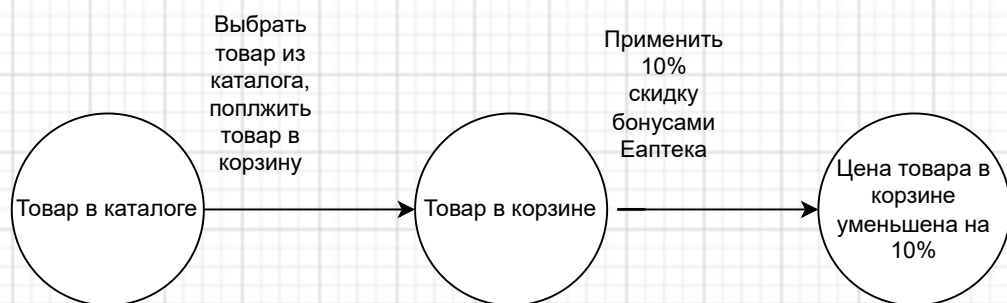 Выбрать
товар из
каталога,
поплжить
товар в
корзину
Применить
10%
скидку
бонусами
Еаптека
Товар в каталоге
Товар в корзине
Цена товара в
корзине
уменьшена на
10%